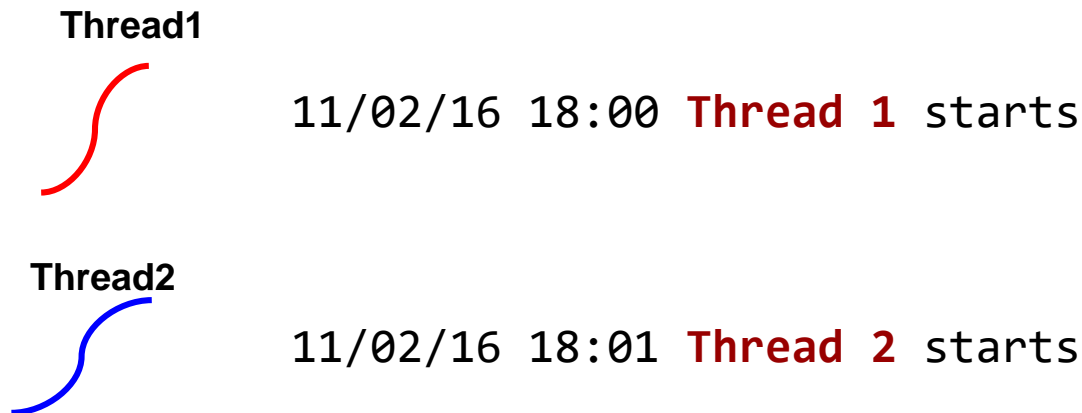 Thread1
11/02/16 18:00 Thread 1 starts
Thread2
11/02/16 18:01 Thread 2 starts